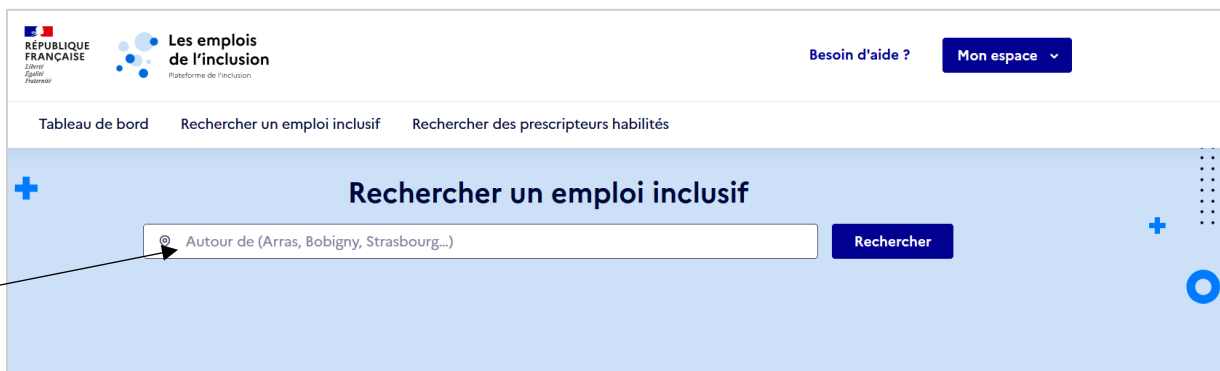 RÉPUBLIQUE
FRANÇAISE
Liberté
Égalité
Fraternité
Les emplois
de l'inclusion
Plateforme de l'inclusion
Besoin d'aide ?
Mon espace
Tableau de bord
Rechercher un emploi inclusif
Rechercher des prescripteurs habilités
Rechercher un emploi inclusif
Autour de (Arras, Bobigny, Strasbourg...)
Rechercher